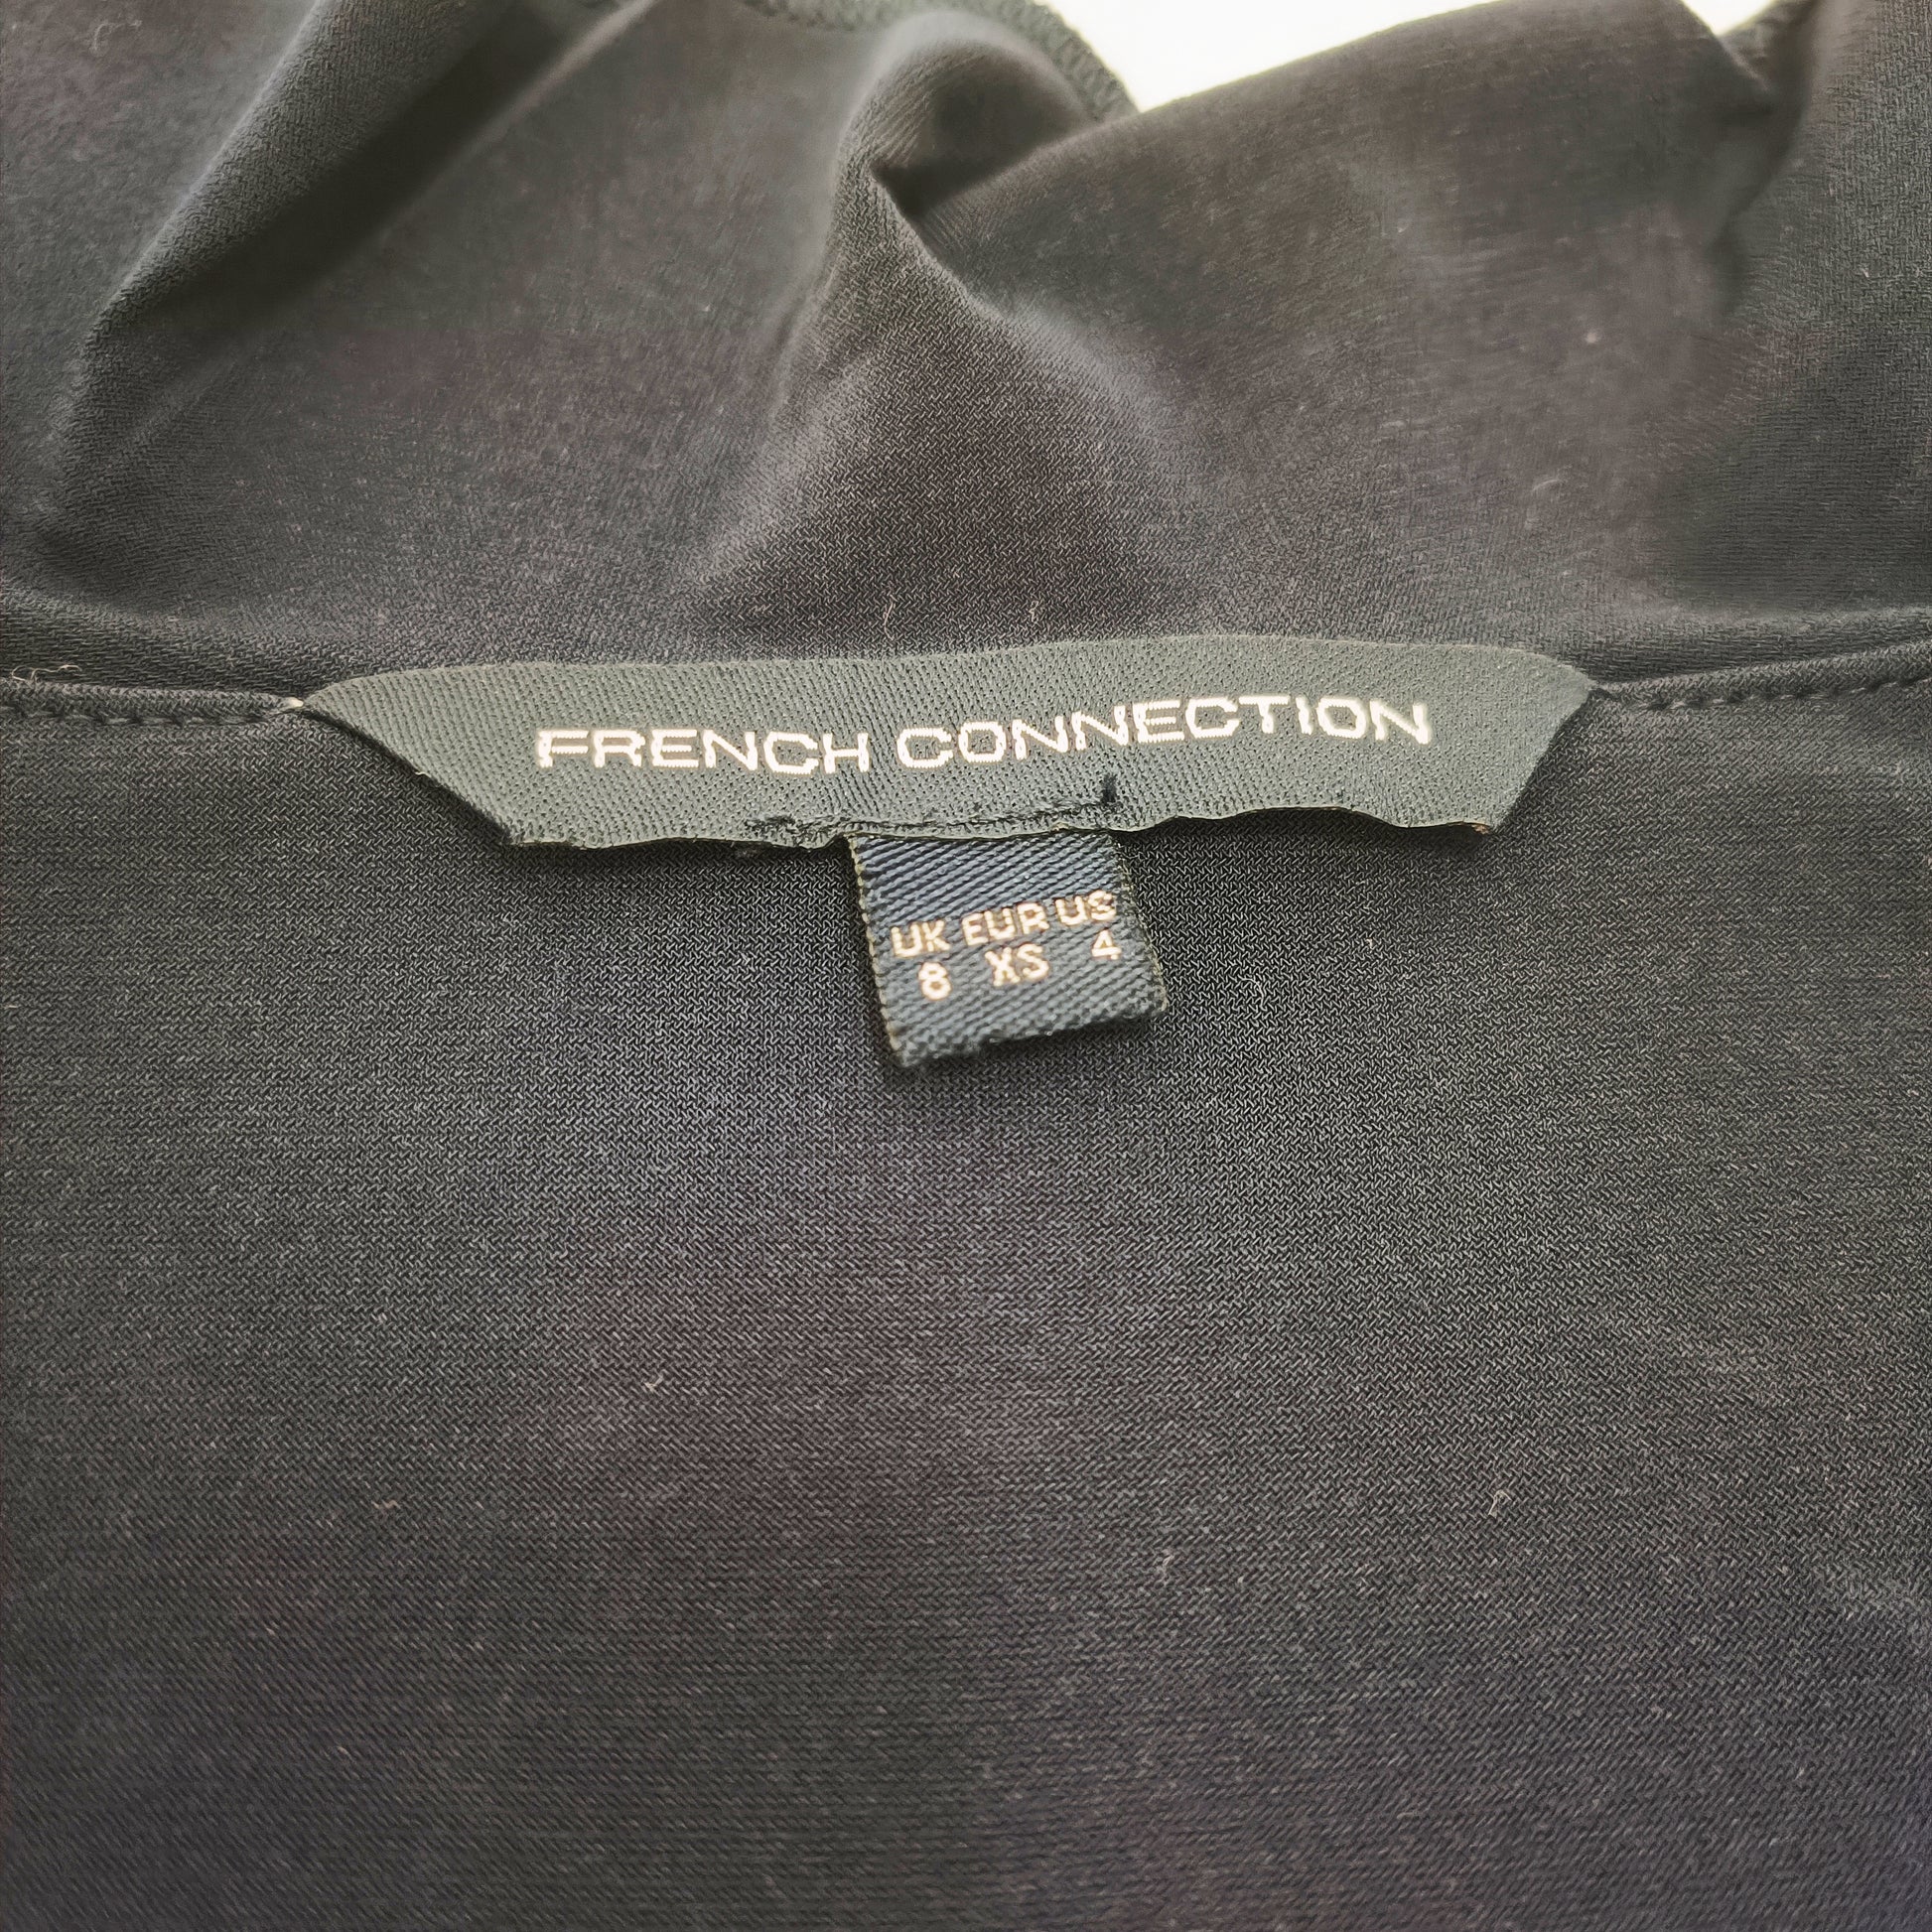 FRENCH CONNECTION
UK EUR US
8 XS 4